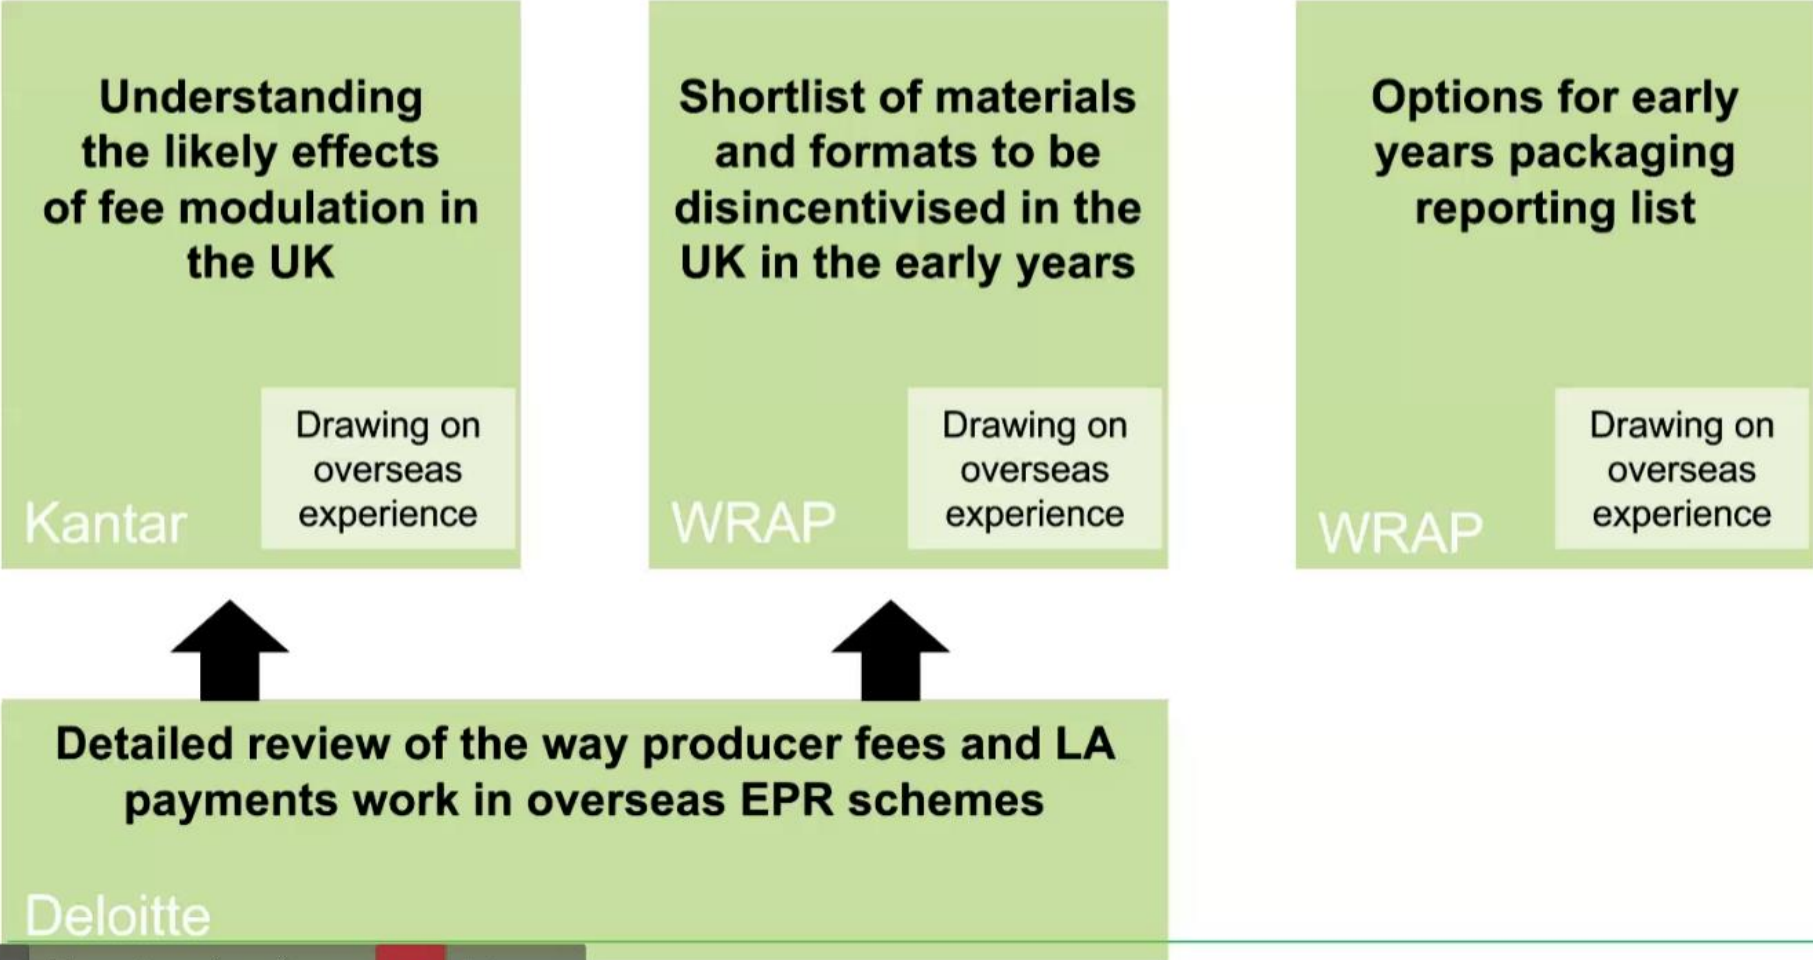 Understanding
the likely effects
of fee modulation in
the UK
Drawing on
overseas
experience
Kantar
Shortlist of materials
and formats to be
disincentivised in the
UK in the early years
Drawing on
overseas
experience
WRAP
Options for early
years packaging
reporting list
Drawing on
overseas
experience
WRAP
Detailed review of the way producer fees and LA
payments work in overseas EPR schemes
Deloitte